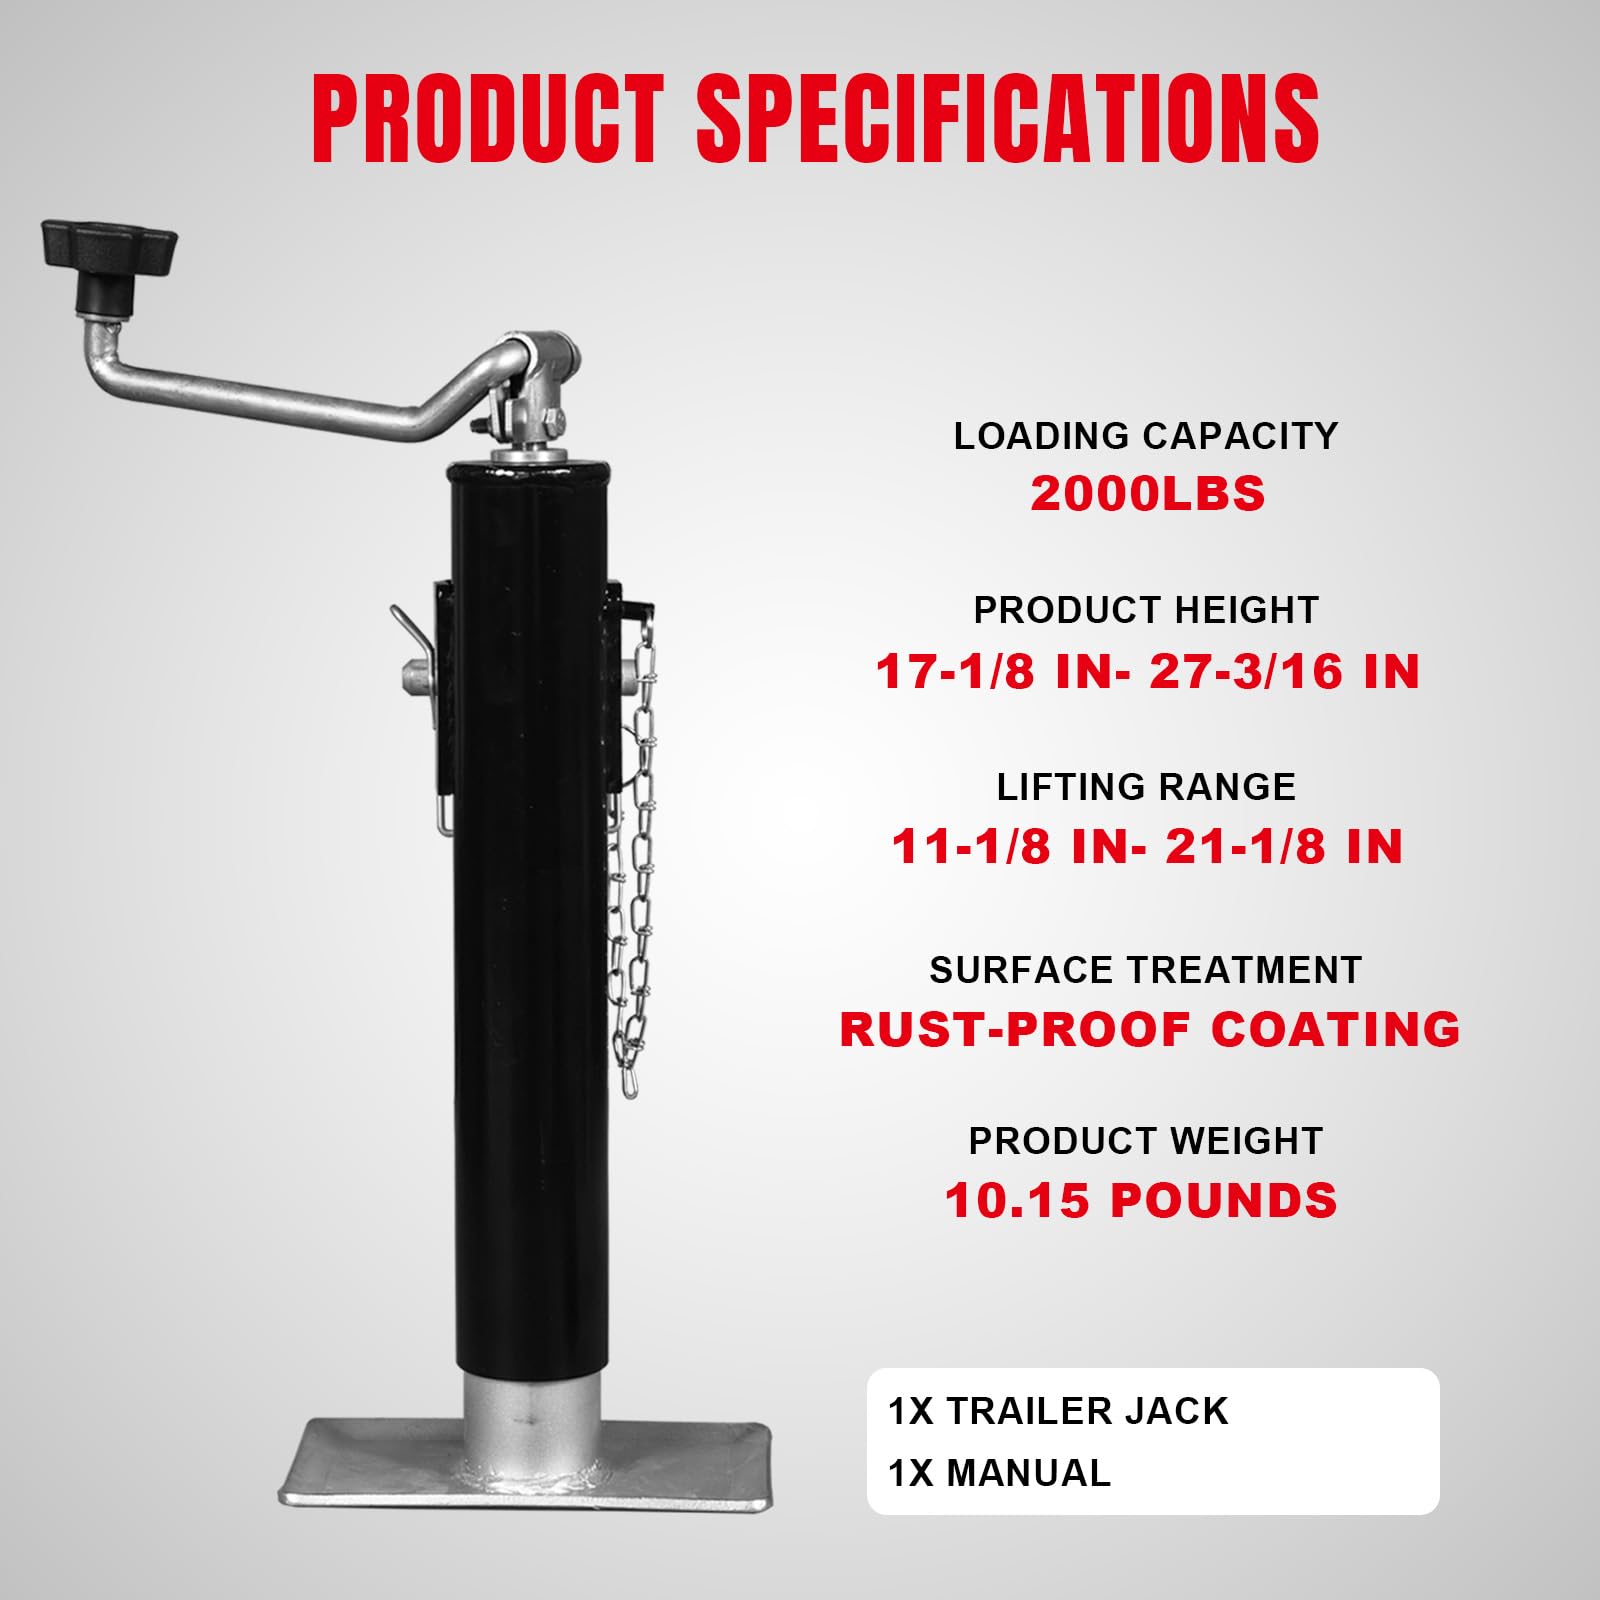 PRODUCT SPECIFICATIONS
LOADING CAPACITY
2000LBS
PRODUCT HEIGHT
17-1/8 IN- 27-3/16 IN
LIFTING RANGE
11-1/8 IN- 21-1/8 IN
SURFACE TREATMENT
RUST-PROOF COATING
PRODUCT WEIGHT
10.15 POUNDS
1X TRAILER JACK
1X MANUAL